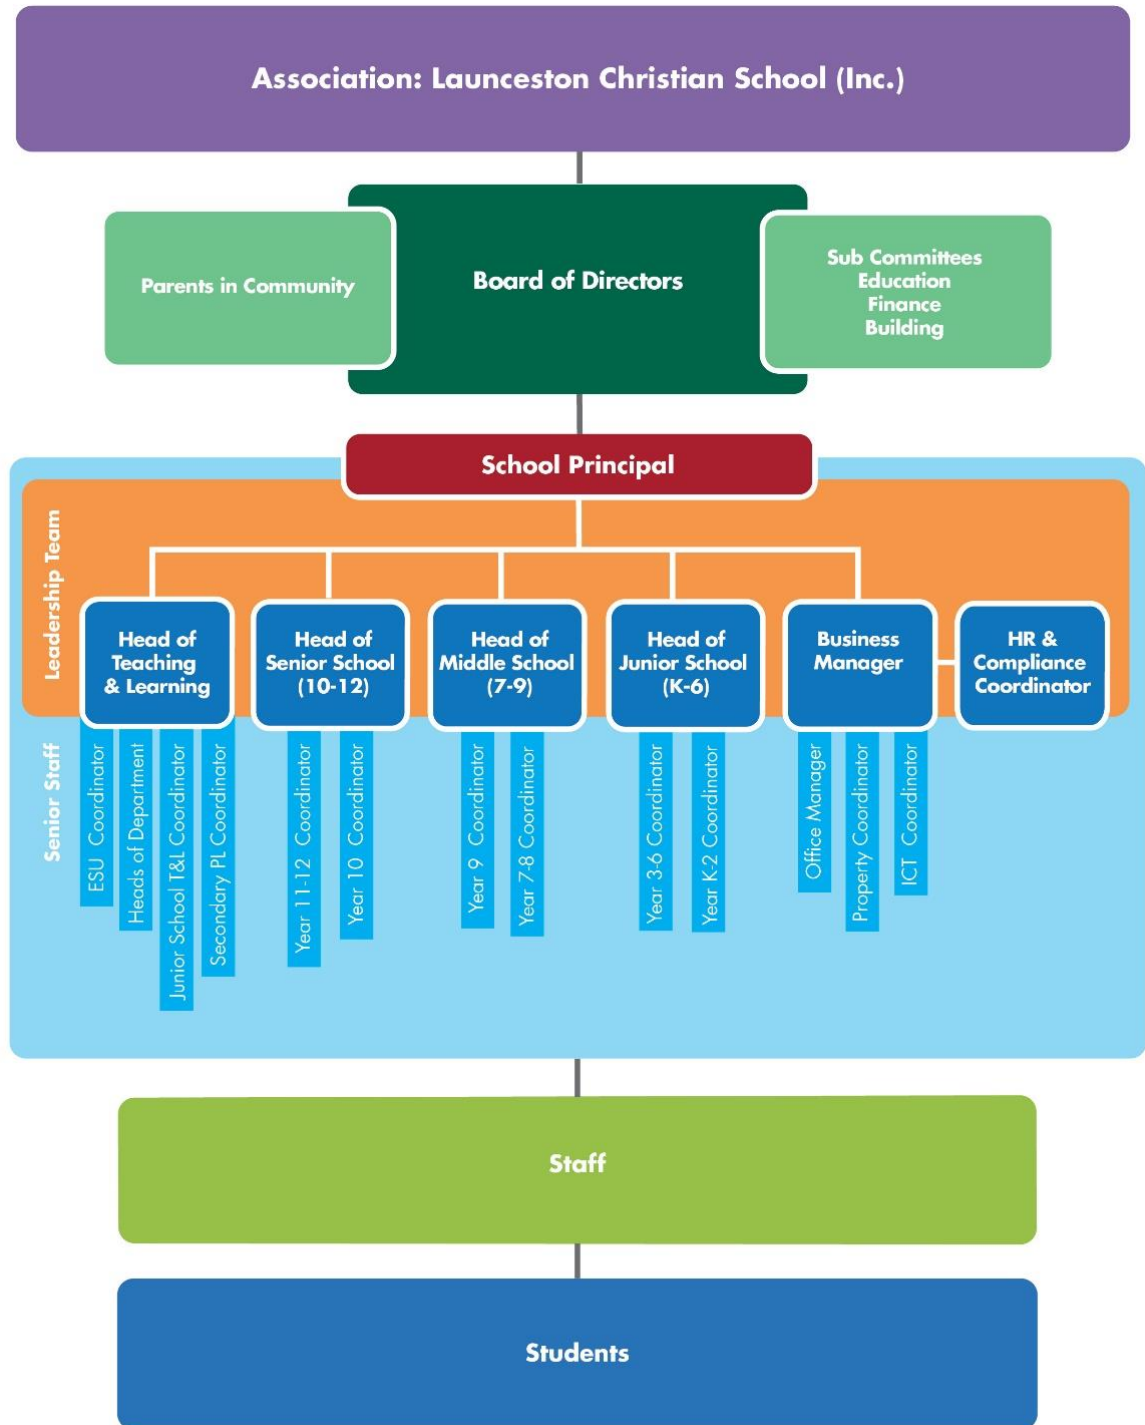 Association: Launceston Christian School (Inc.)
Parents in Community
Board of Directors
Sub Committees
Education
Finance
Building
School Principal
Leadership Team
Head of
Teaching
& Learning
Head of
Senior School
(10-12)
Head of
Middle School
(7-9)
Head of
Junior School
(K-6)
Business
Manager
HR &
Compliance
Coordinator
Senior Staff
ESU Coordinator
Heads of Department
Junior School T&L Coordinator
Secondary PL Coordinator
Year 11-12 Coordinator
Year 10 Coordinator
Year 9 Coordinator
Year 7-8 Coordinator
Year 3-6 Coordinator
Year K-2 Coordinator
Office Manager
Property Coordinator
ICT Coordinator
Staff
Students